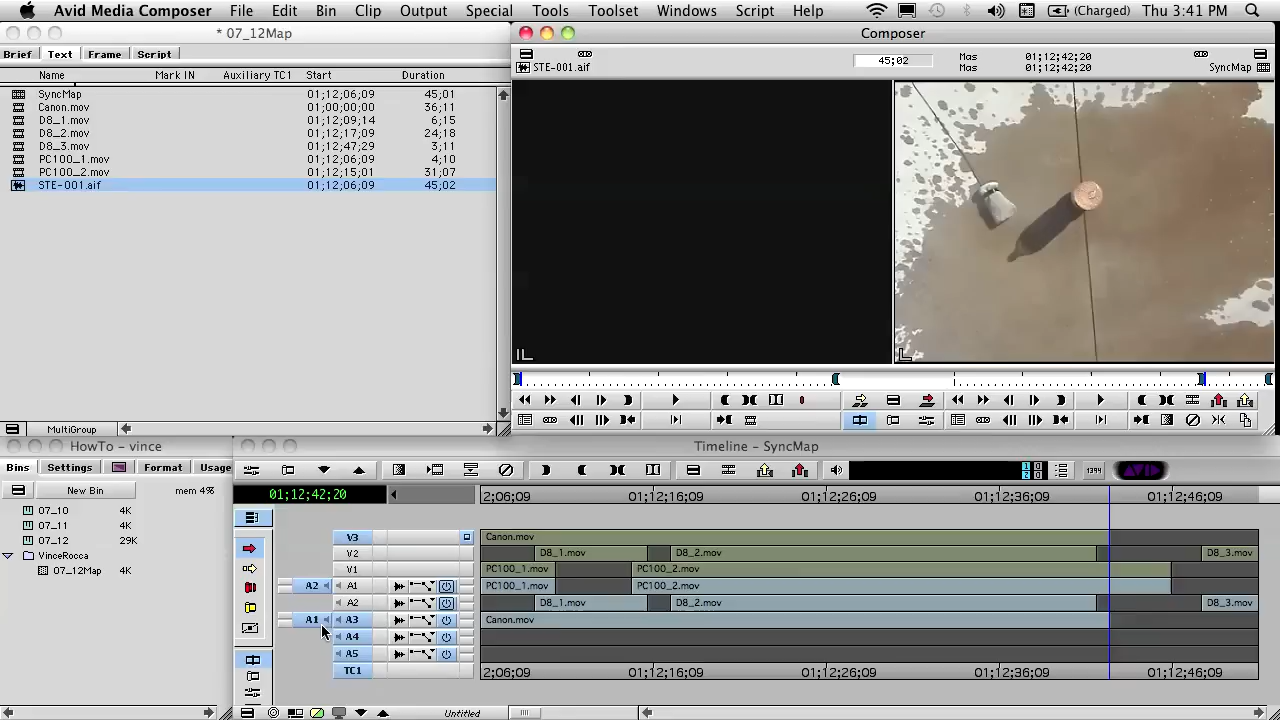 Avid Media Composer File Edit Bin Clip Output Special Tools Toolset Windows Script Help (Charged) Thu 3:41 PM
* 07_12Map
Brief Text Frame Script
Name Mark IN Auxiliary TC1 Start Duration
SyncMap 01;12;06;09 45;01
Canon.mov 01;00;00;00 36;11
D8_1.mov 01;12;09;14 6;15
D8_2.mov 01;12;17;09 24;18
D8_3.mov 01;12;47;29 3;11
PC100_1.mov 01;12;06;09 4;10
PC100_2.mov 01;12;15;01 31;07
STE-001.aif 01;12;06;09 45;02
MultiGroup
Composer
STE-001.aif 45;02 Mas 01;12;42;20 SyncMap
Mas 01;12;42;20
HowTo - vince
Bins Settings Format Usage
New Bin mem 4%
07_10 4K
07_11 4K
07_12 29K
VinceRocca
07_12Map 4K
Timeline - SyncMap
1394 AVID
01;12;42;20 2;06;09 01;12;16;09 01;12;26;09 01;12;36;09 01;12;46;09
V3 Canon.mov
V2 D8_1.mov D8_2.mov D8_3.mov
V1 PC100_1.mov PC100_2.mov
A2 A1 PC100_1.mov PC100_2.mov
A2 D8_1.mov D8_2.mov D8_3.mov
A1 A3 Canon.mov
A4
A5
TC1 2;06;09 01;12;16;09 01;12;26;09 01;12;36;09 01;12;46;09
Untitled